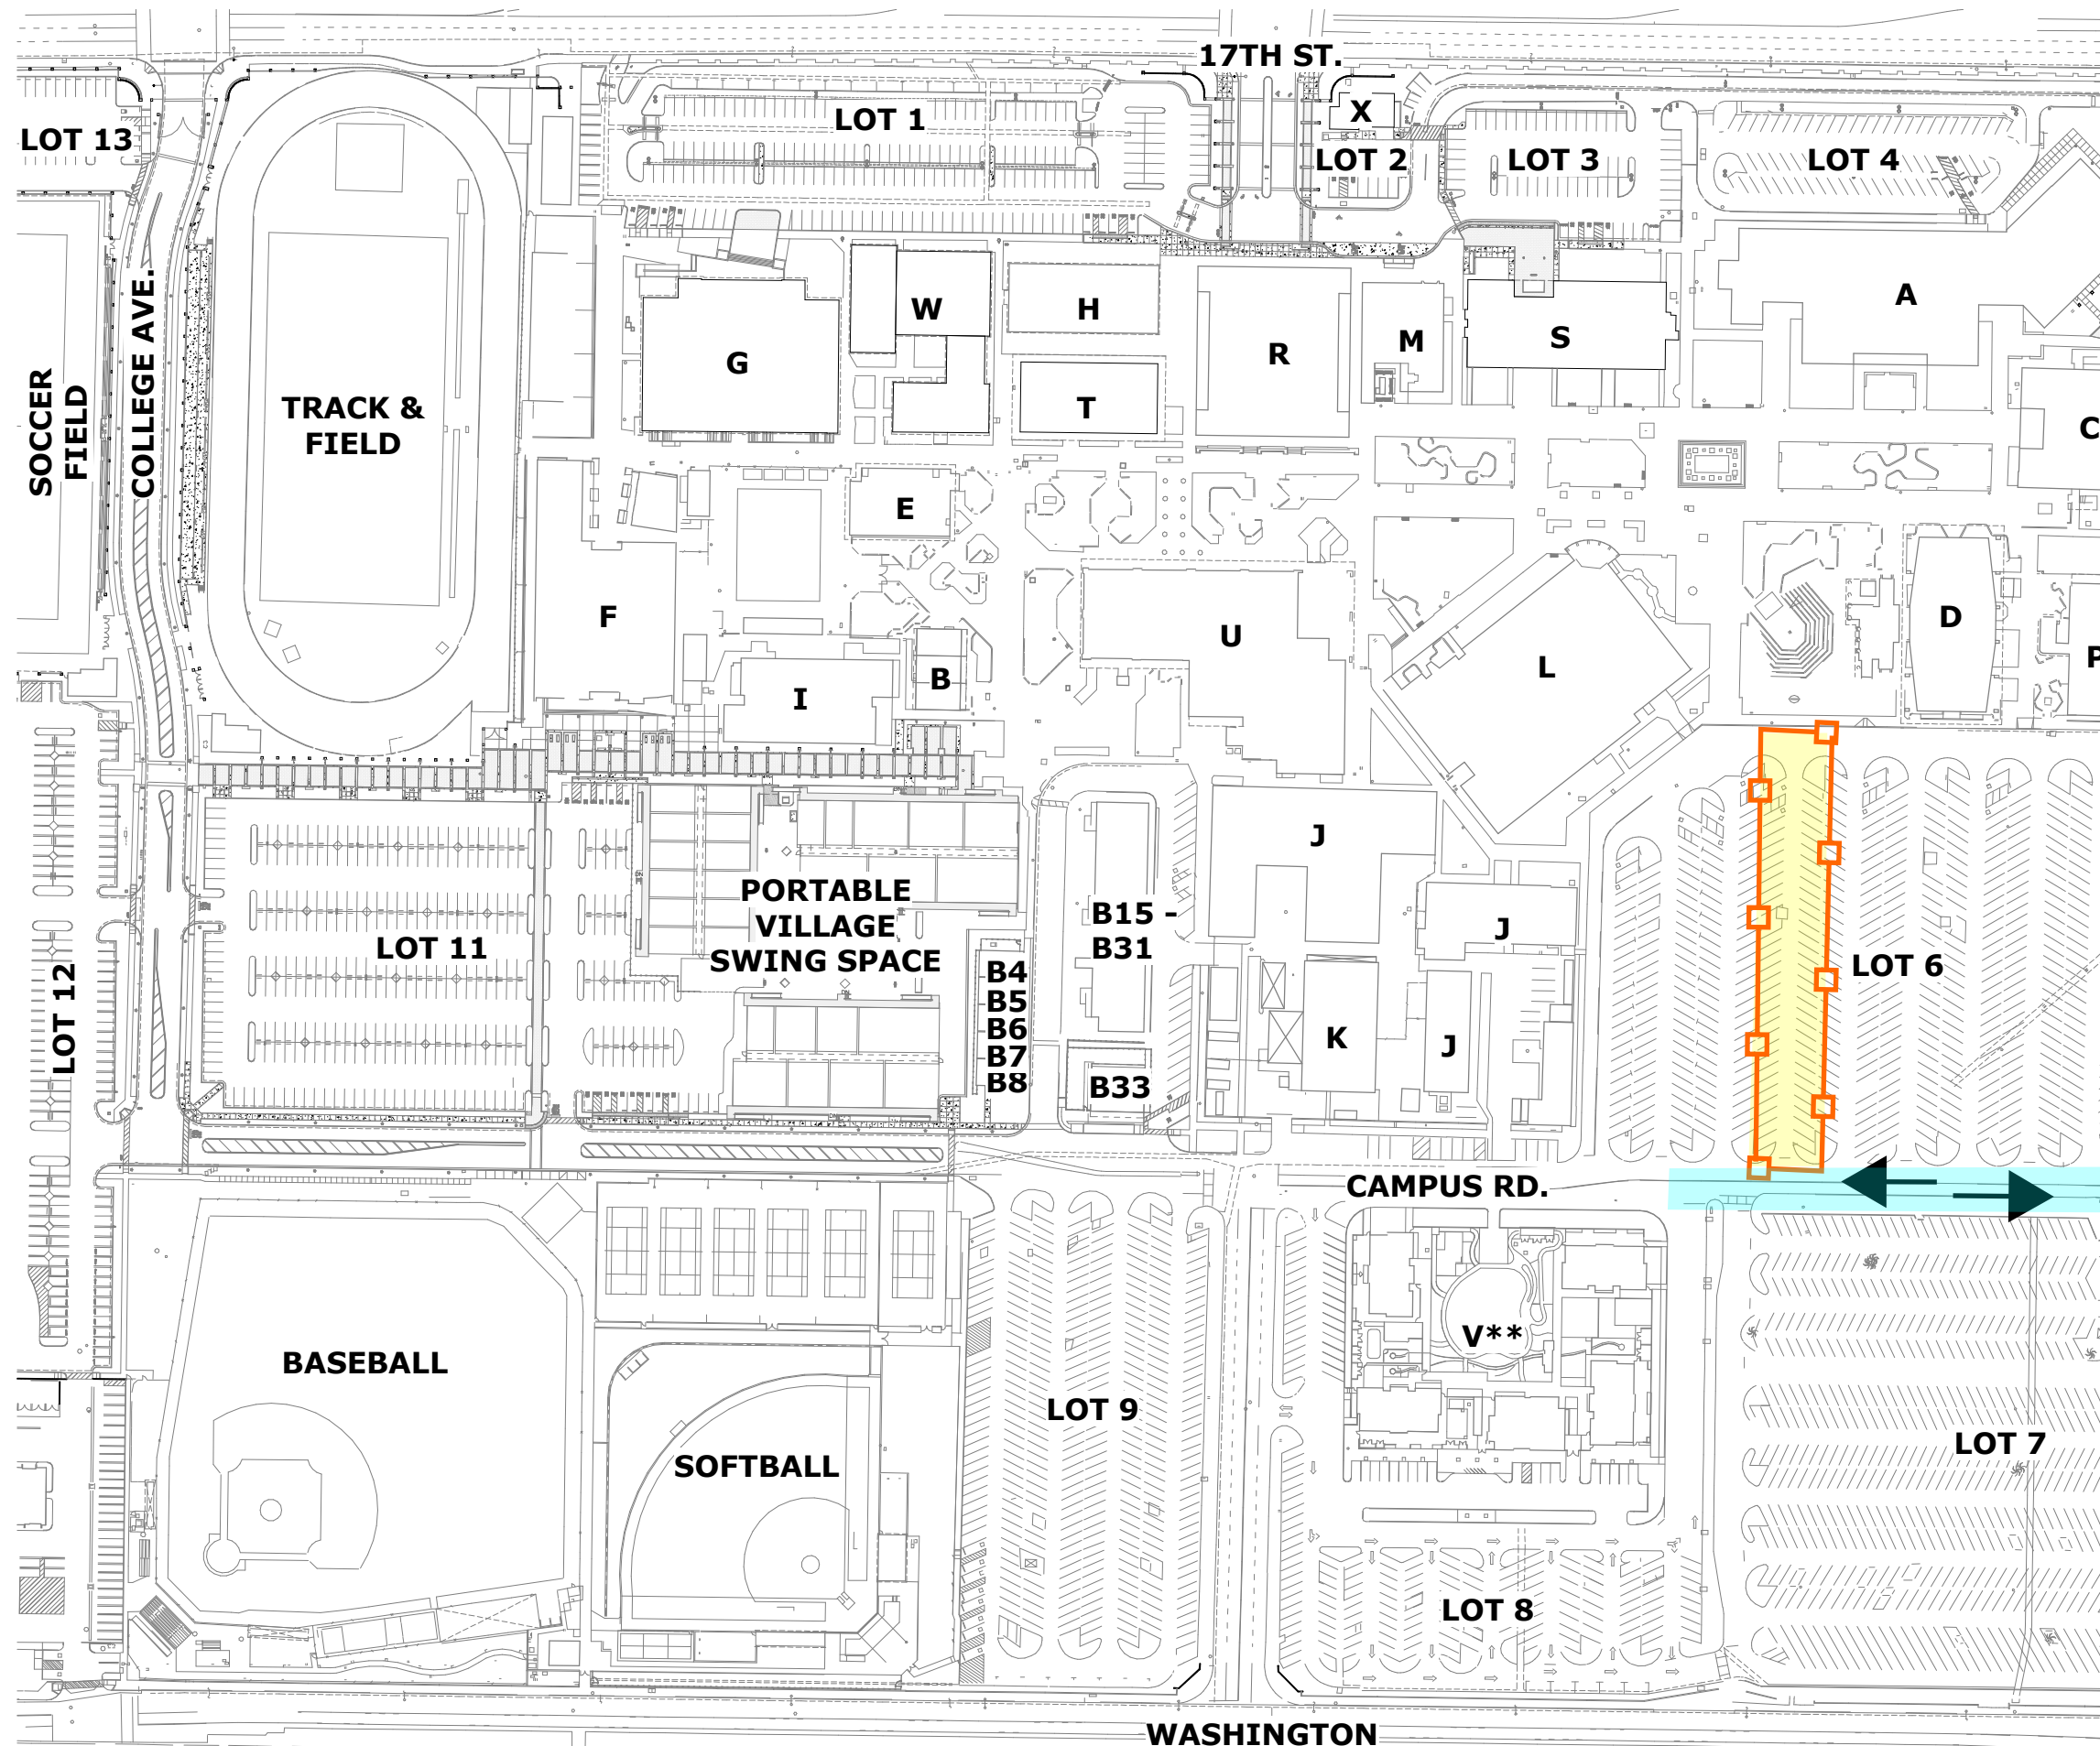 17TH ST.
LOT 13
LOT 1
X
LOT 2
LOT 3
LOT 4
SOCCER
FIELD
COLLEGE AVE.
TRACK &
FIELD
G
W
H
T
R
M
S
A
C
E
F
I
B
U
L
D
P
LOT 12
LOT 11
PORTABLE
VILLAGE
SWING SPACE
B4
B5
B6
B7
B8
B15 -
B31
B33
J
J
K
J
LOT 6
CAMPUS RD.
BASEBALL
SOFTBALL
LOT 9
V**
LOT 8
LOT 7
WASHINGTON